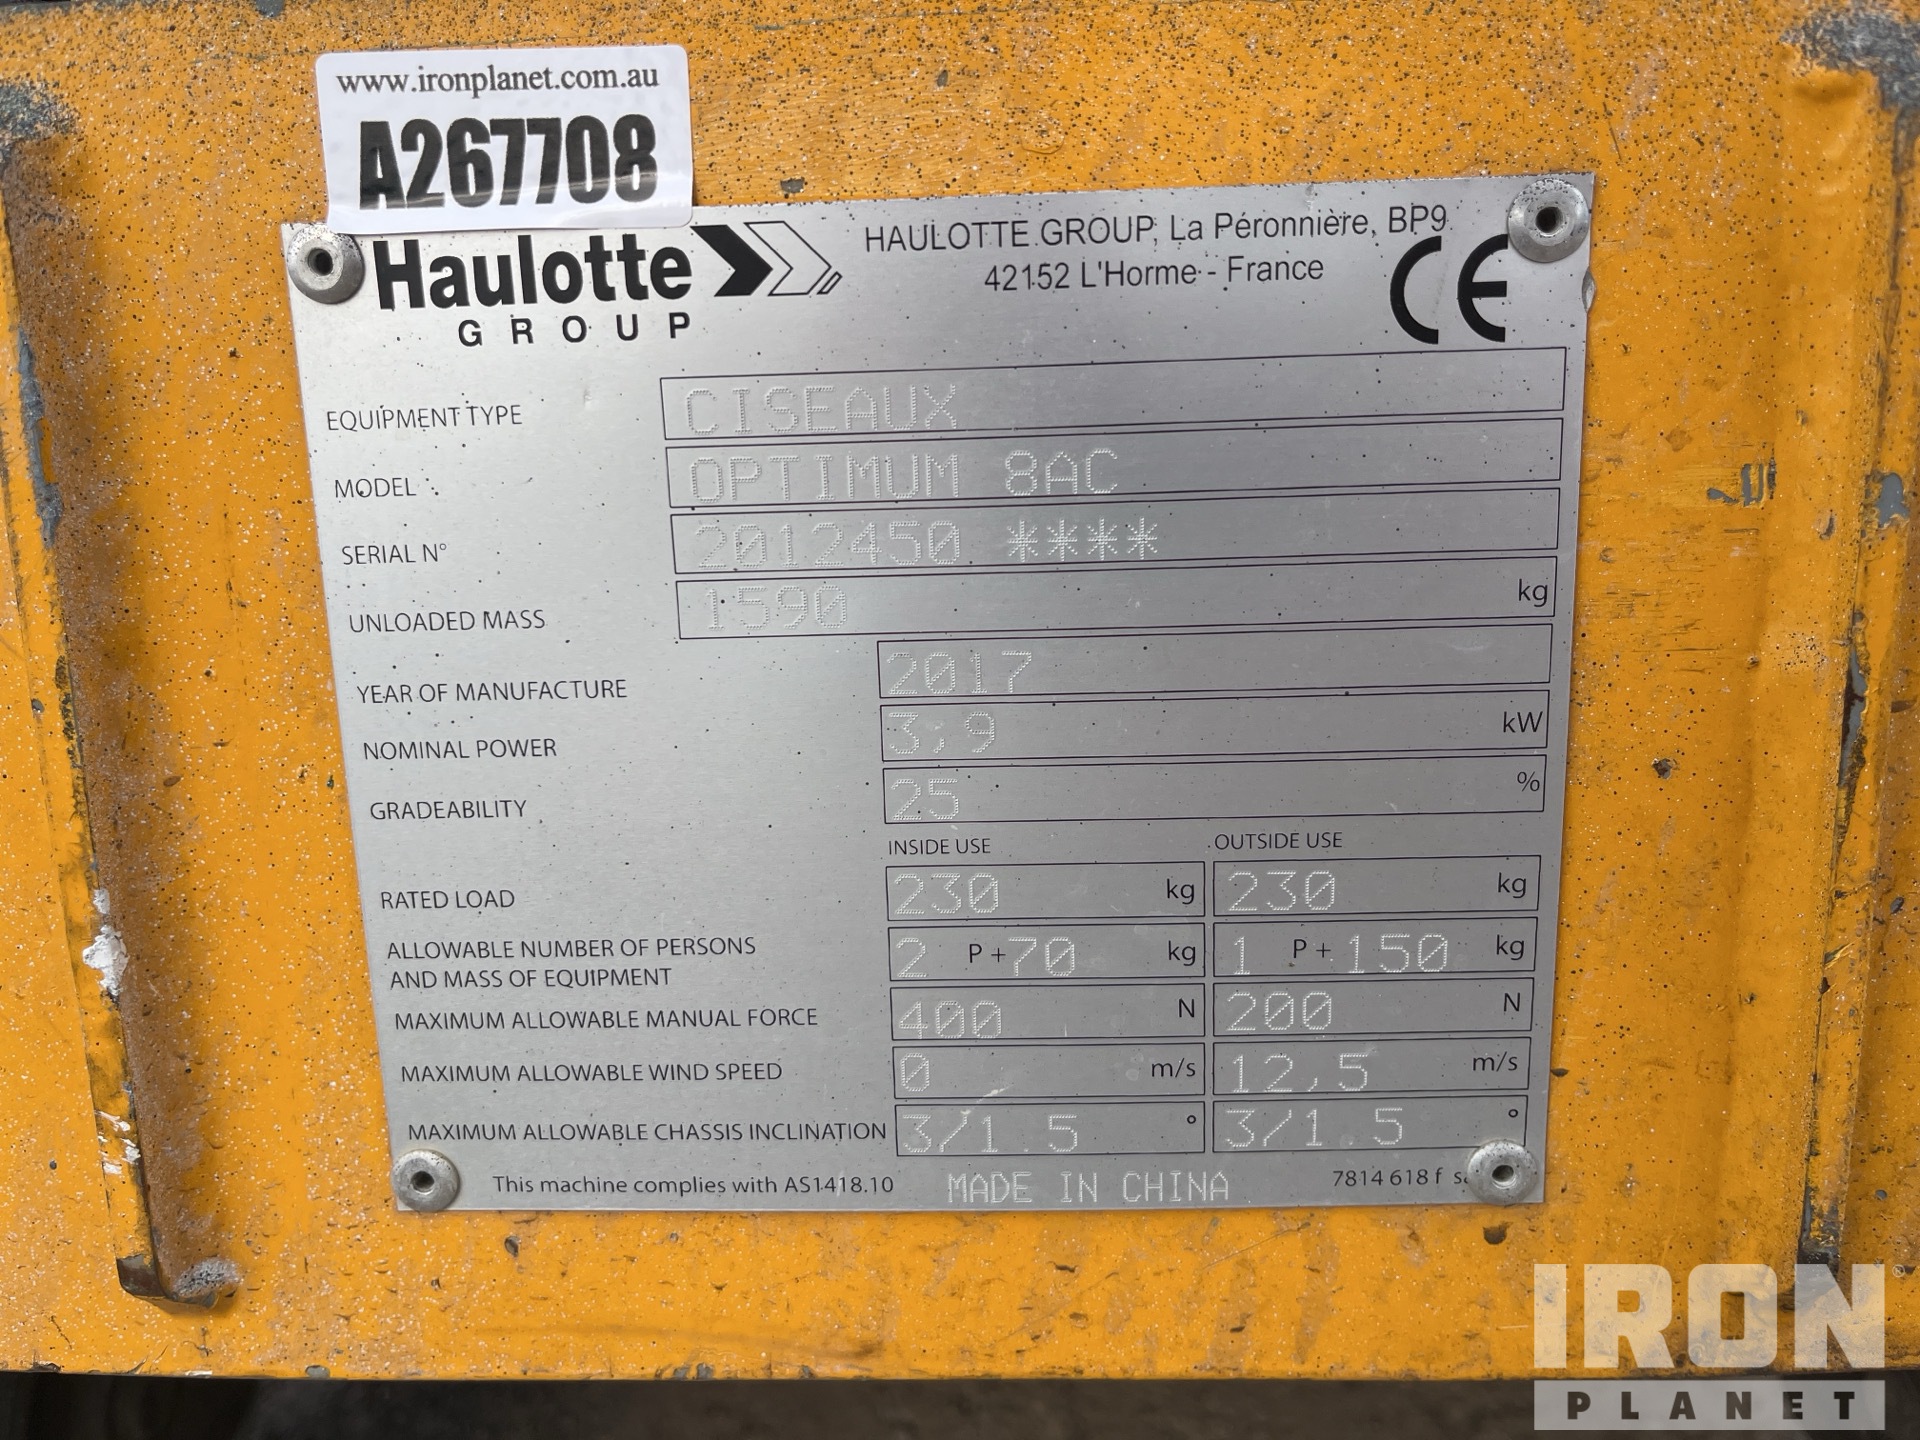 www.ironplanet.com.au
A267708
Haulotte
GROUP
HAULOTTE GROUP, La Péronnière, BP9
42152 L'Horme - France
CE
EQUIPMENT TYPE CISEAUX
MODEL OPTIMUM 8AC
SERIAL N° 2012450 ****
UNLOADED MASS 1590 kg
YEAR OF MANUFACTURE 2017
NOMINAL POWER 3,9 kW
GRADEABILITY 25 %
INSIDE USE OUTSIDE USE
RATED LOAD 230 kg 230 kg
ALLOWABLE NUMBER OF PERSONS
AND MASS OF EQUIPMENT 2 P + 70 kg 1 P + 150 kg
MAXIMUM ALLOWABLE MANUAL FORCE 400 N 200 N
MAXIMUM ALLOWABLE WIND SPEED 0 m/s 12,5 m/s
MAXIMUM ALLOWABLE CHASSIS INCLINATION 3/1.5 ° 3/1.5 °
This machine complies with AS1418.10 MADE IN CHINA 7814 618 f
IRON
PLANET